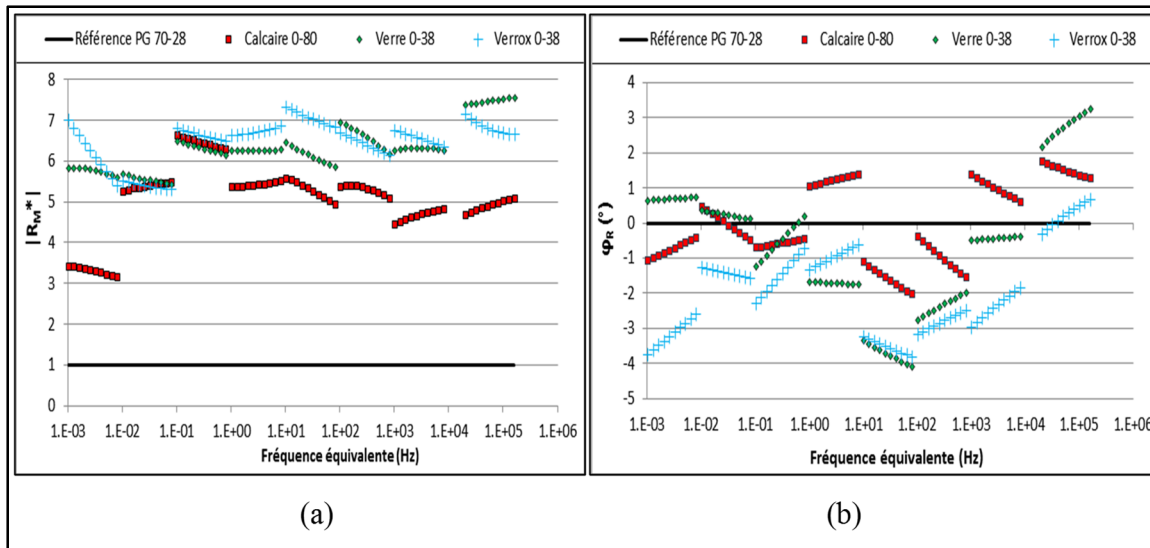 Référence PG 70-28 Calcaire 0-80 Verre 0-38 Verrox 0-38
|R_M*|
8
7
6
5
4
3
2
1
0
1.E-03 1.E-02 1.E-01 1.E+00 1.E+01 1.E+02 1.E+03 1.E+04 1.E+05 1.E+06
Fréquence équivalente (Hz)
(a)
Référence PG 70-28 Calcaire 0-80 Verre 0-38 Verrox 0-38
φ_R (°)
4
3
2
1
0
-1
-2
-3
-4
-5
1.E-03 1.E-02 1.E-01 1.E+00 1.E+01 1.E+02 1.E+03 1.E+04 1.E+05 1.E+06
Fréquence équivalente (Hz)
(b)